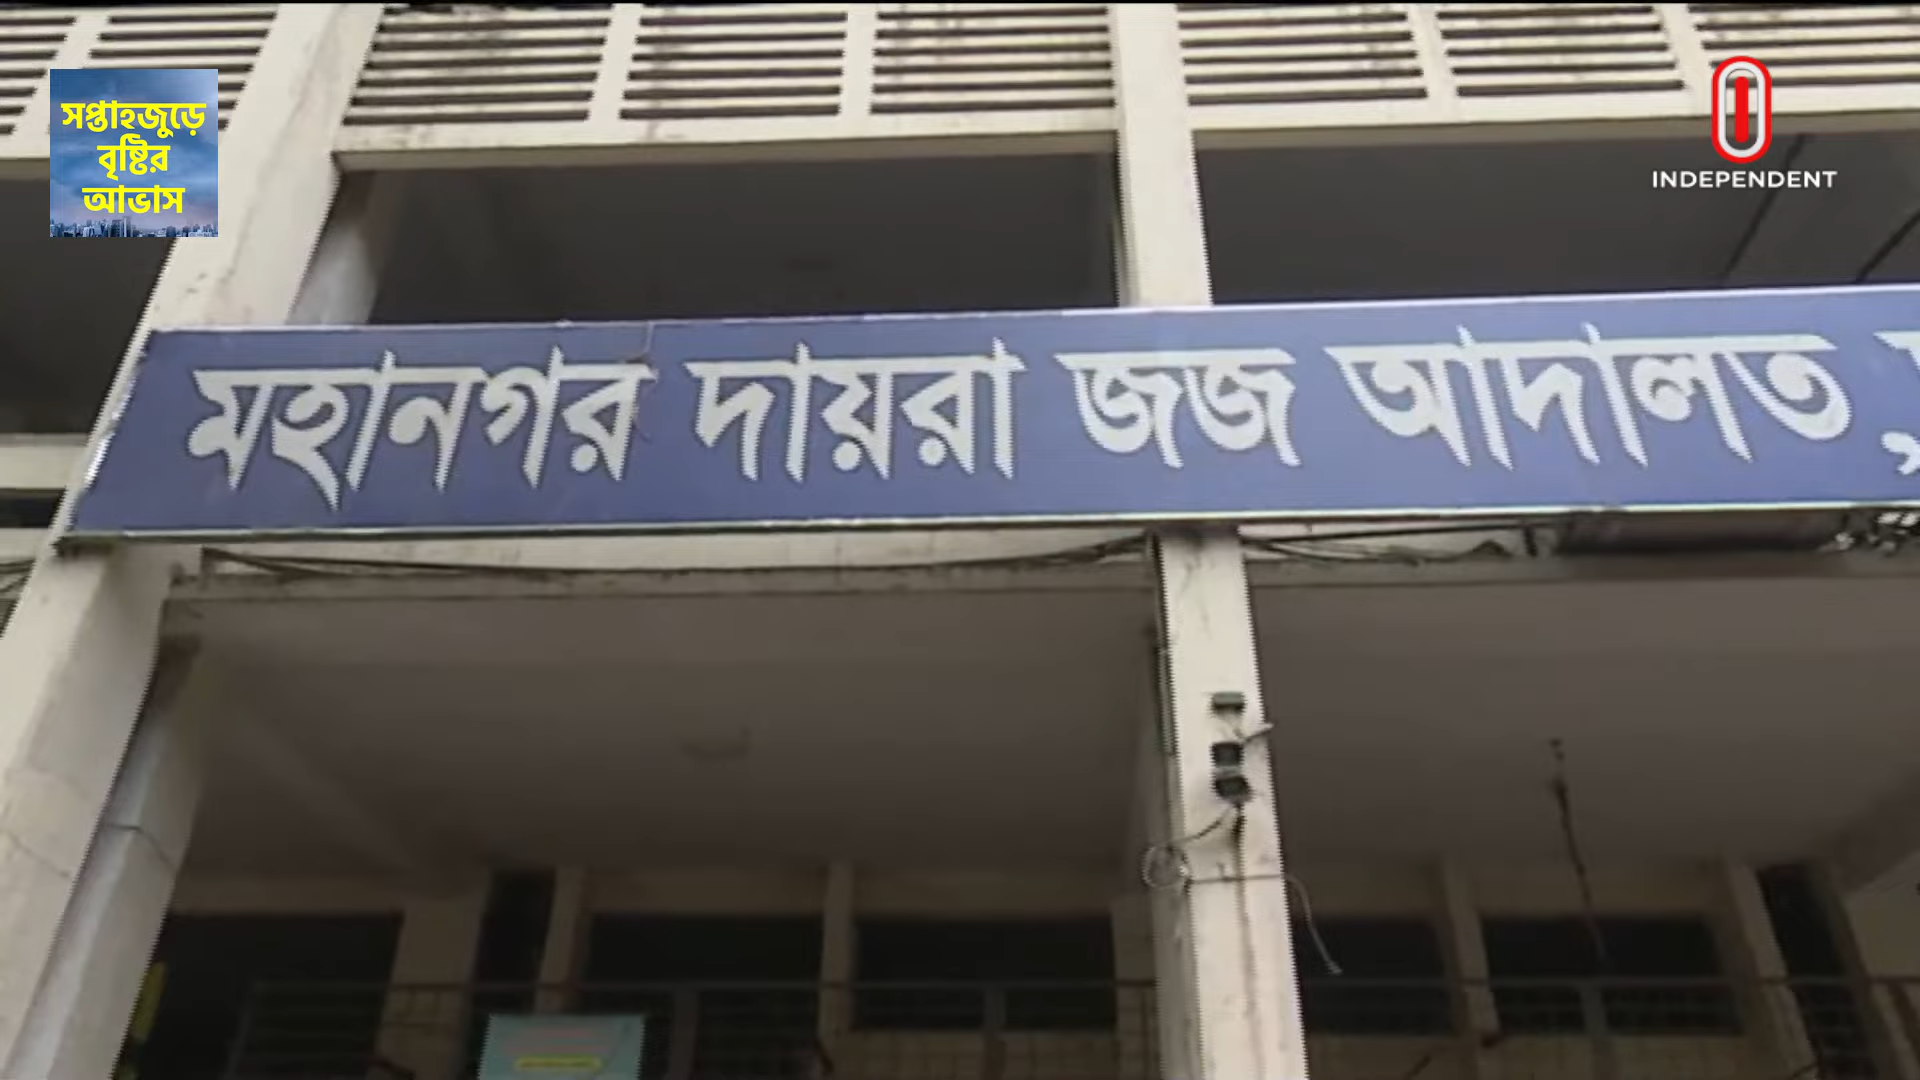 সপ্তাহজুড়ে
বৃষ্টির
আভাস
INDEPENDENT
মহানগর দায়রা জজ আদালত